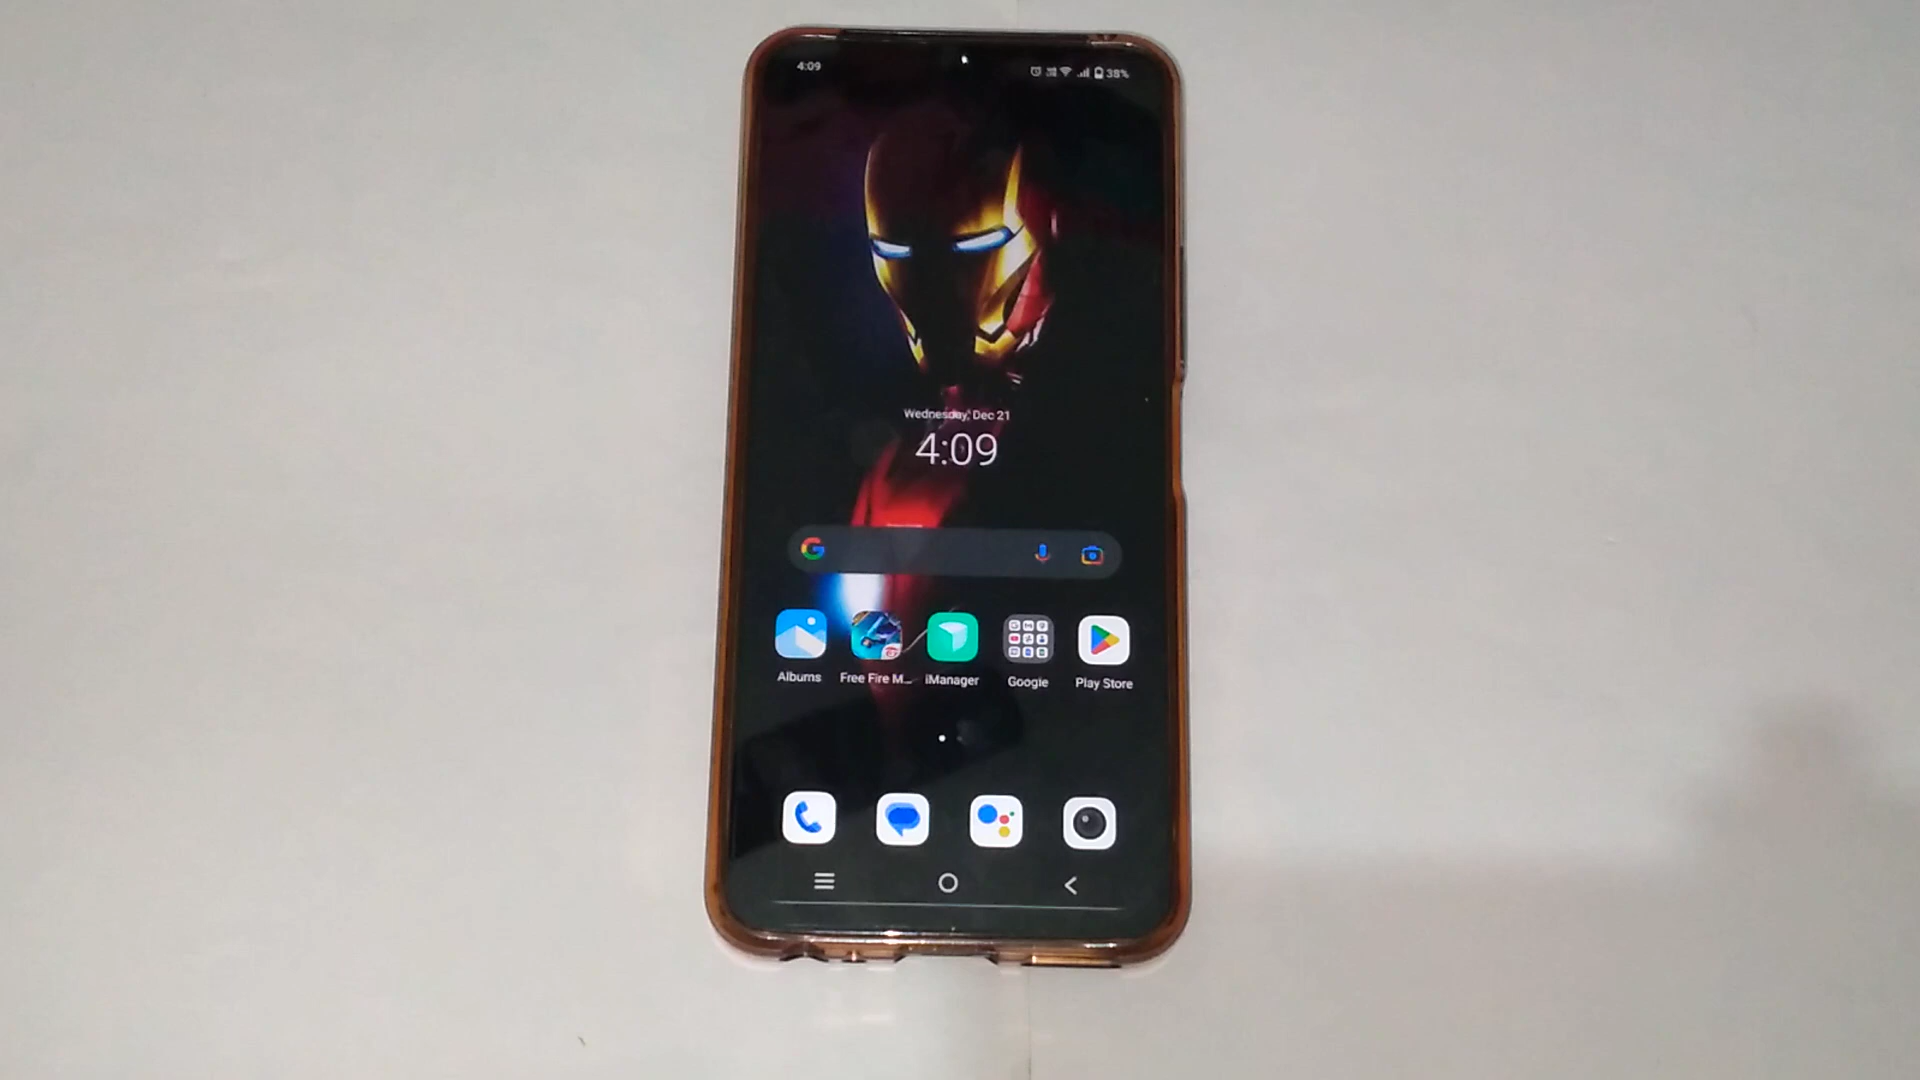 4:09
38%
Wednesday, Dec 21
4:09
Albums
Free Fire M...
iManager
Google
Play Store